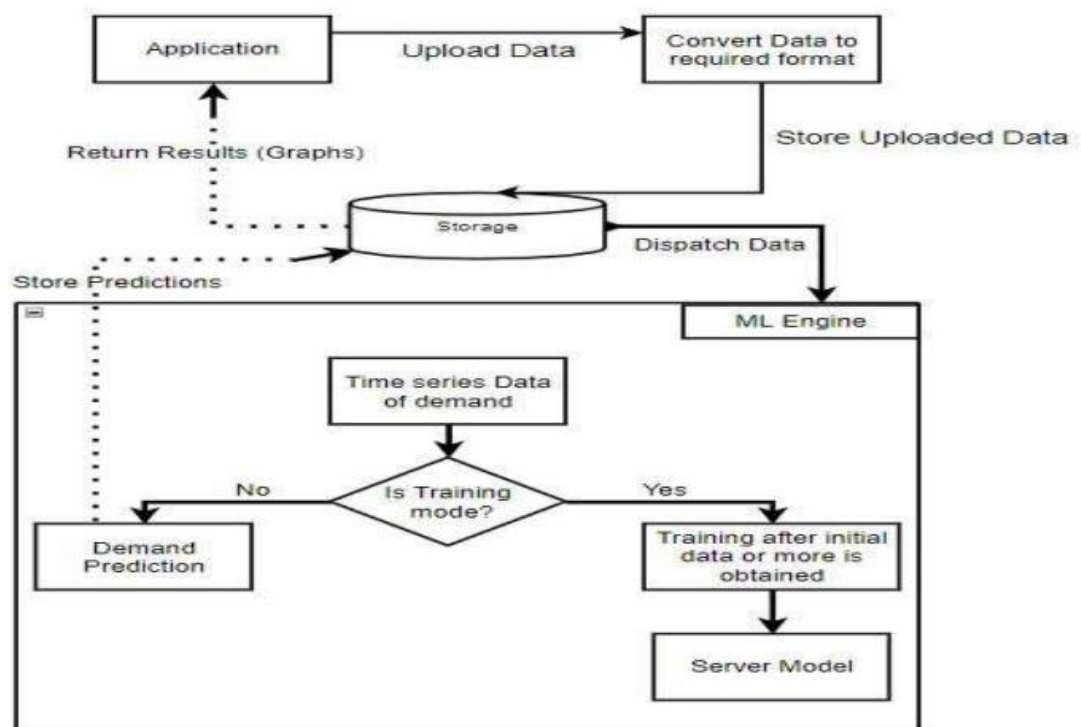 Application
Upload Data
Convert Data to
required format
Store Uploaded Data
Return Results (Graphs)
Storage
Dispatch Data
Store Predictions
ML Engine
Time series Data
of demand
Is Training
mode?
No
Yes
Demand
Prediction
Training after initial
data or more is
obtained
Server Model